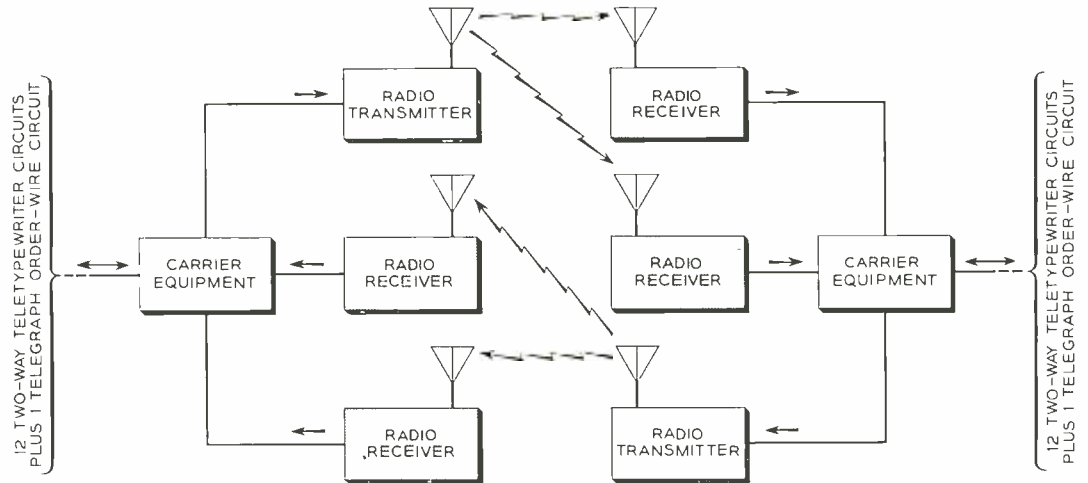 12 TWO-WAY TELETYPEWRITER CIRCUITS
PLUS 1 TELEGRAPH ORDER-WIRE CIRCUIT
RADIO
TRANSMITTER
RADIO
RECEIVER
CARRIER
EQUIPMENT
RADIO
RECEIVER
RADIO
RECEIVER
CARRIER
EQUIPMENT
RADIO
RECEIVER
RADIO
TRANSMITTER
12 TWO-WAY TELETYPEWRITER CIRCUITS
PLUS 1 TELEGRAPH ORDER-WIRE CIRCUIT